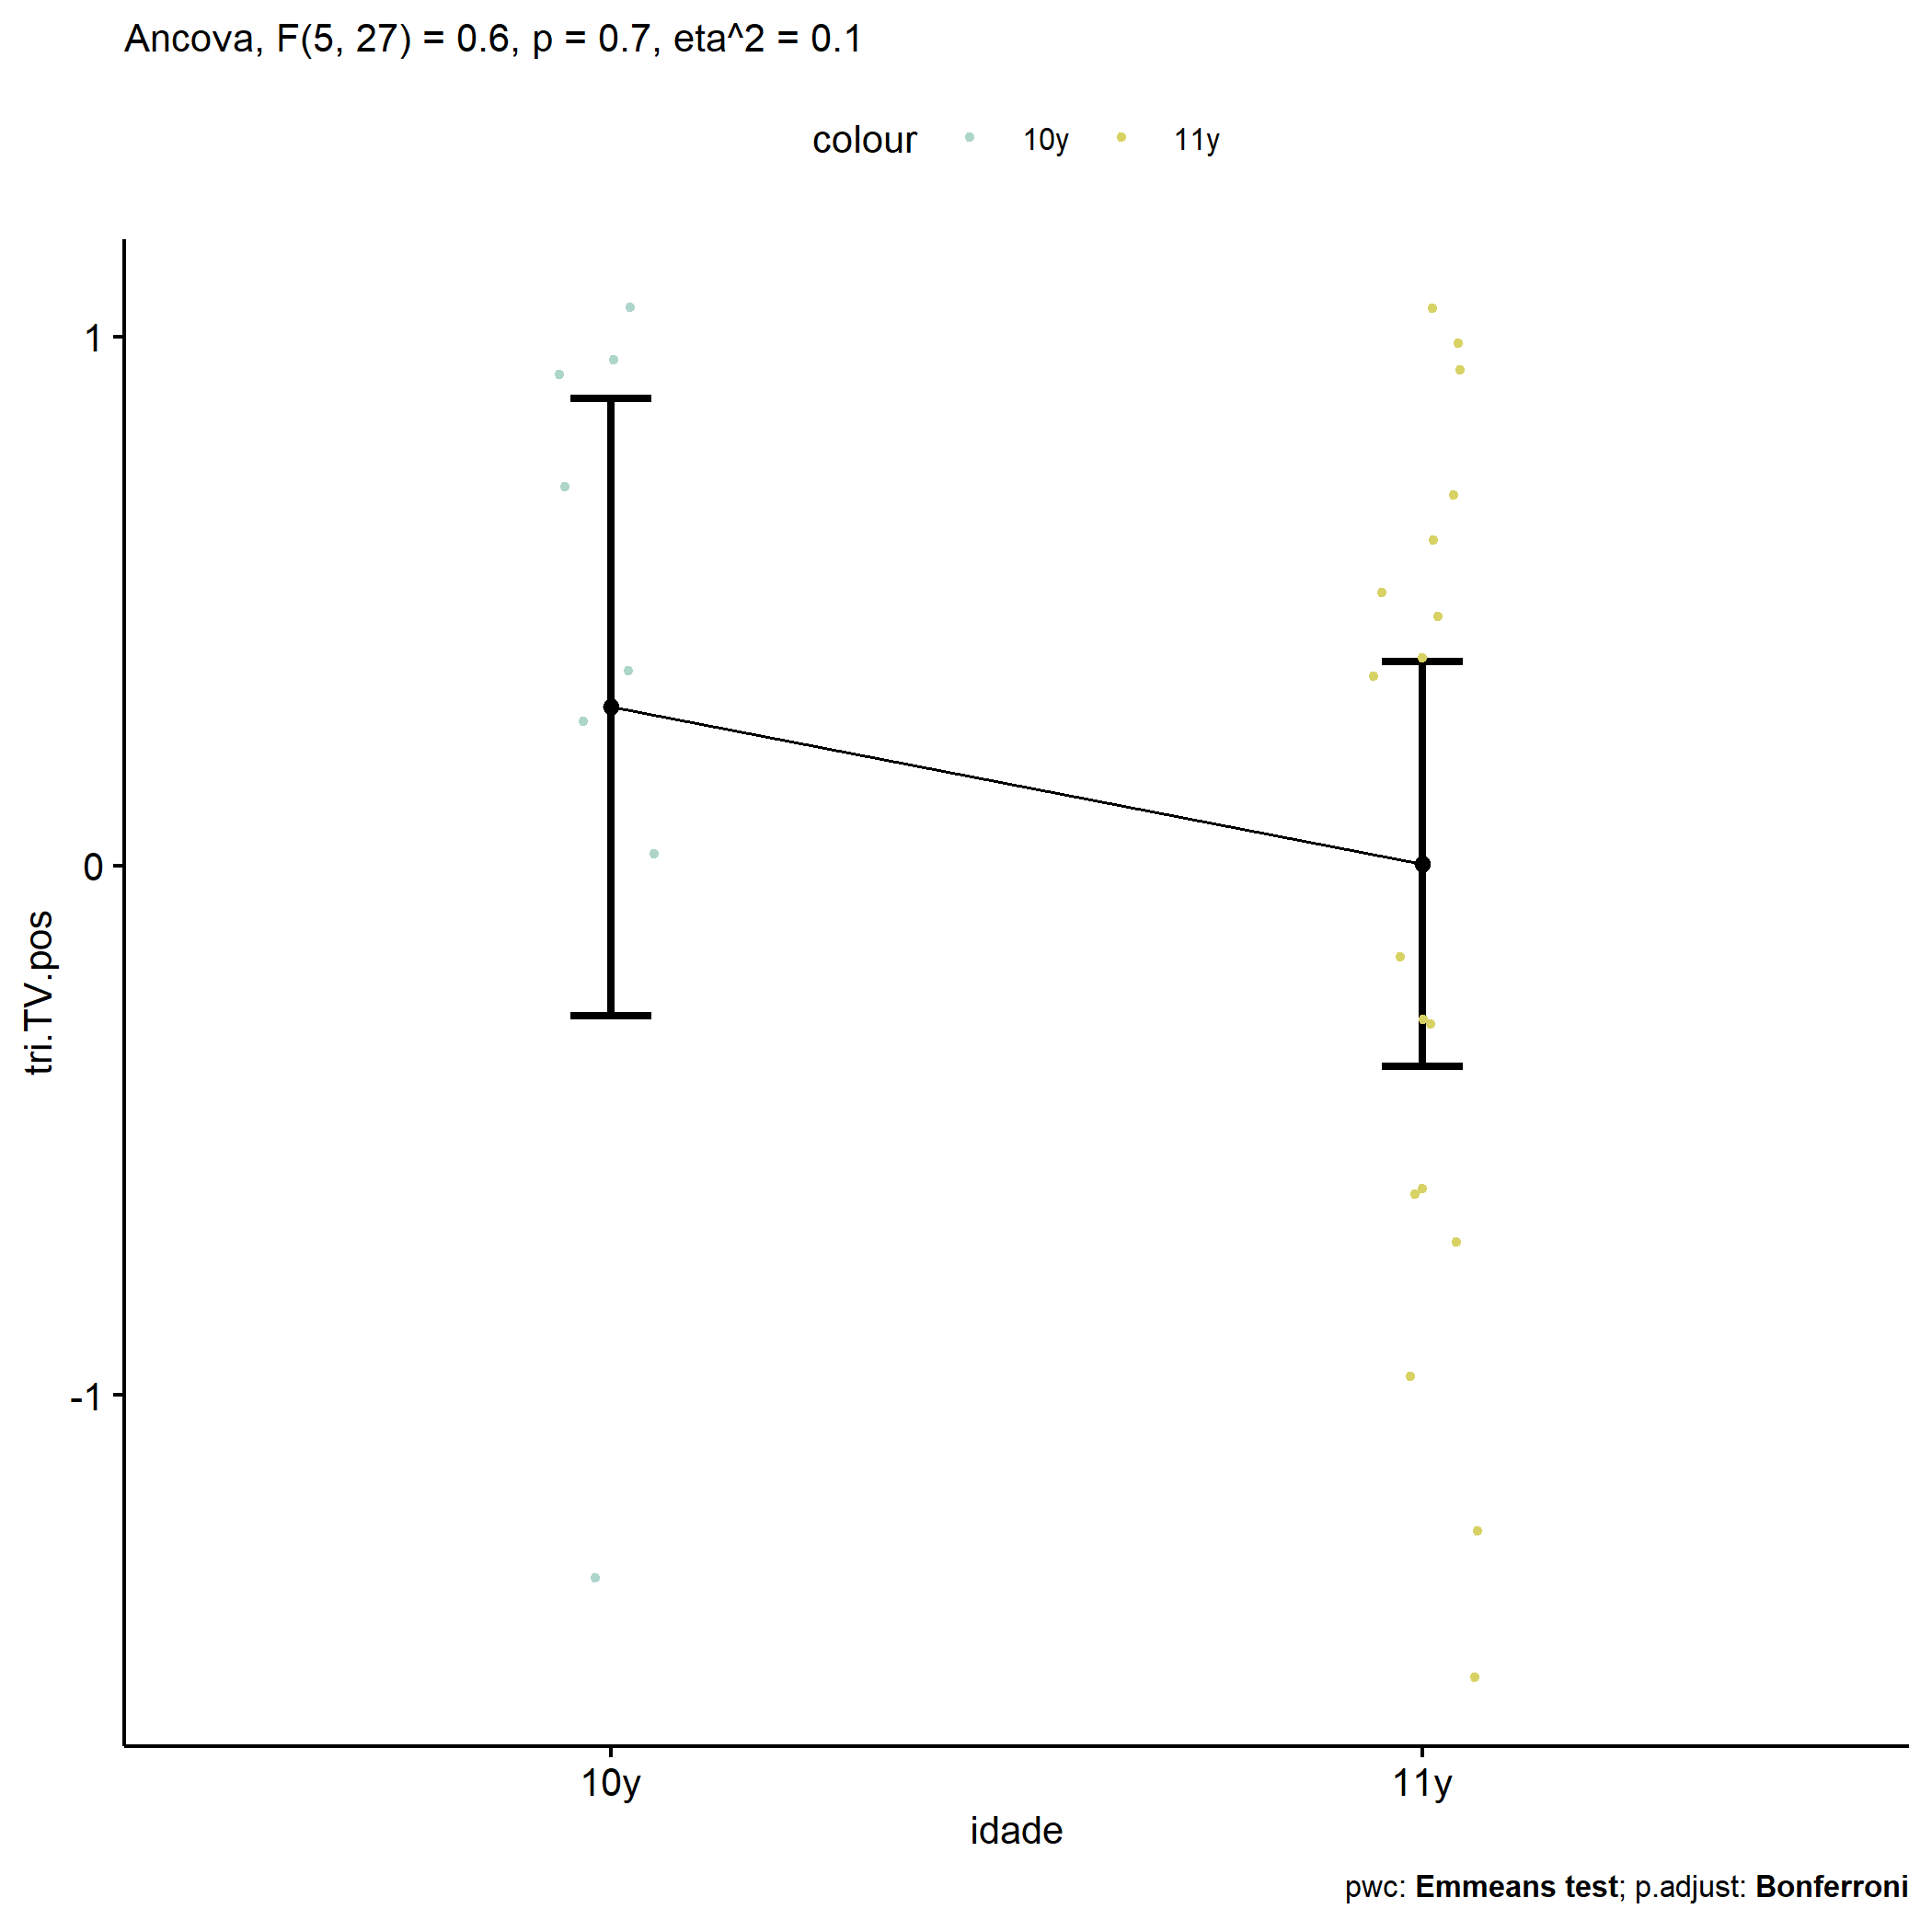 Ancova, F(5, 27) = 0.6, p = 0.7, eta^2 = 0.1
colour 10y 11y
1
0
-1
tri.TV.pos
10y 11y
idade
pwc: Emmeans test; p.adjust: Bonferroni